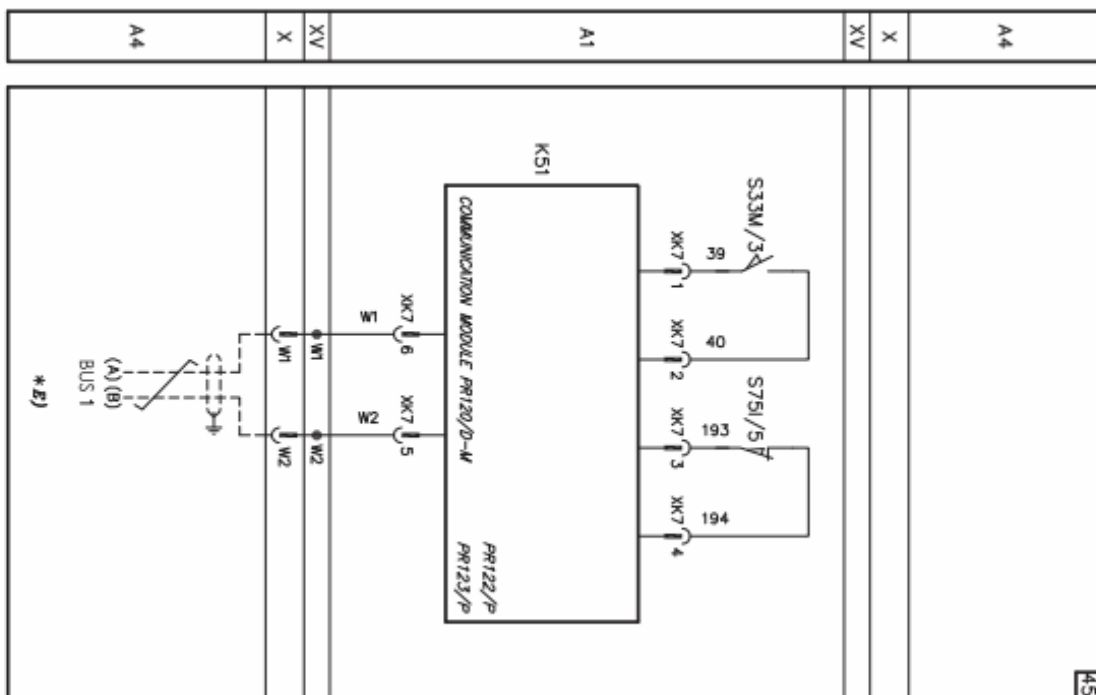 A4
X
XV
A1
XV
X
A4
K51
COMMUNICATION MODULE PR120/D-M
PR122/P
PR123/P
S33M/3
XK7
1
39
XK7
2
40
S75I/5
XK7
3
193
XK7
4
194
XK7
6
W1
XK7
5
W2
W1
W1
W2
W2
(A) (B)
BUS 1
*E)
45